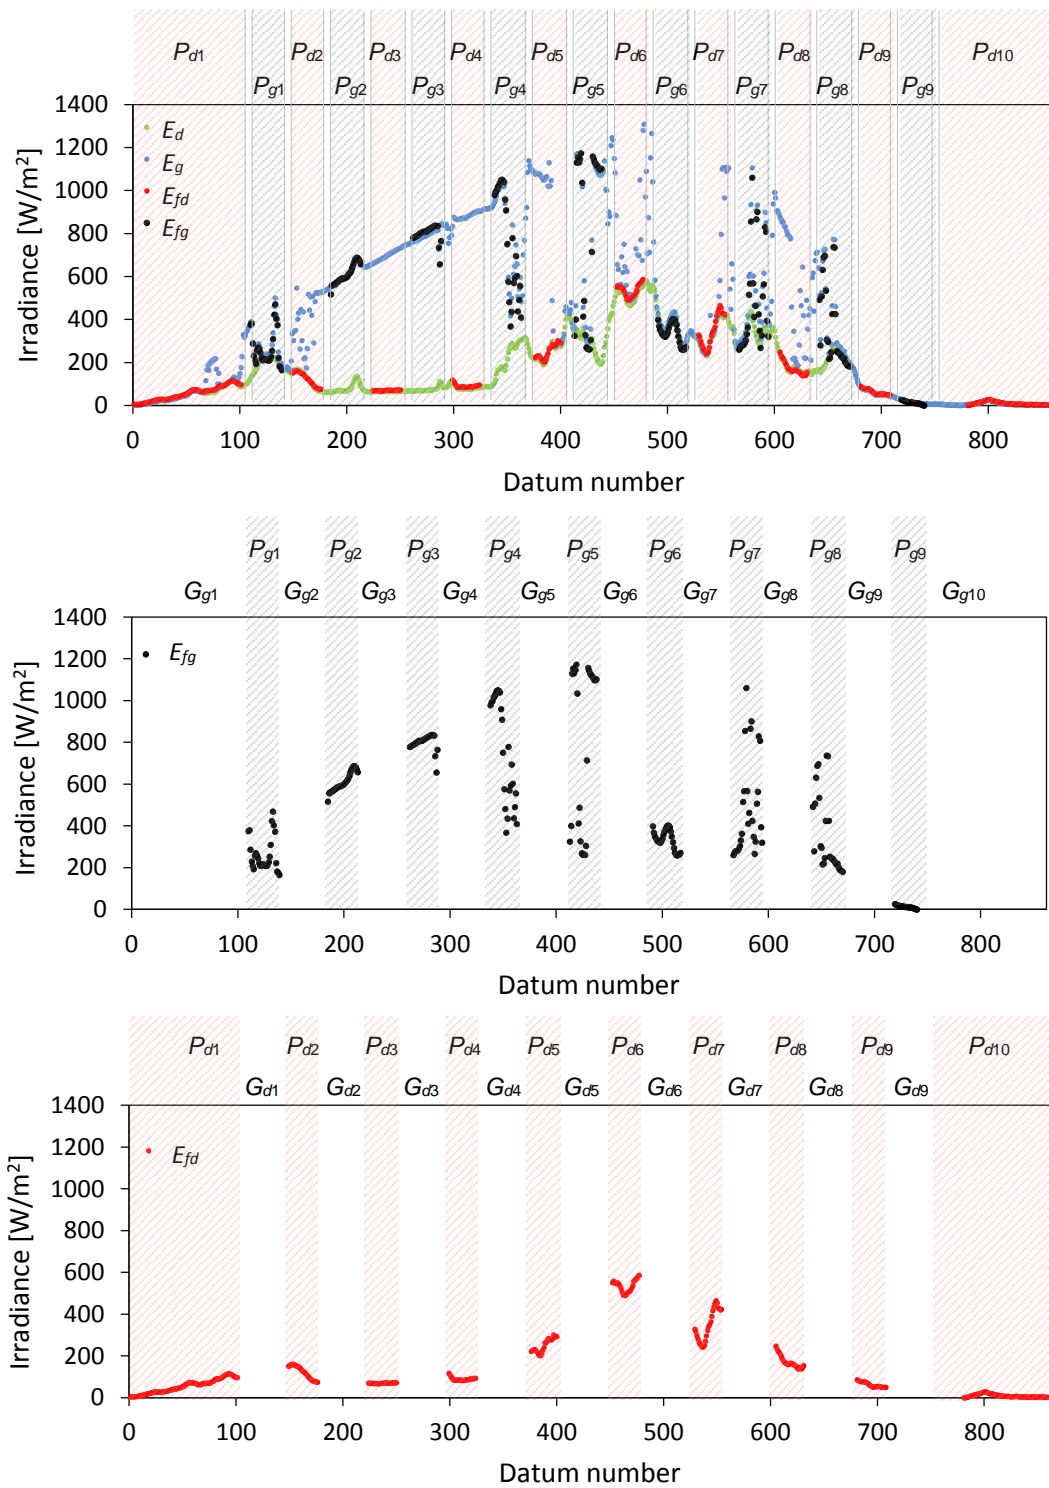 Pd1 Pd2 Pd3 Pd4 Pd5 Pd6 Pd7 Pd8 Pd9 Pd10
Pg1 Pg2 Pg3 Pg4 Pg5 Pg6 Pg7 Pg8 Pg9
1400
1200
1000
800
600
400
200
0
Irradiance [W/m²]
Ed
Eg
Efd
Efg
0 100 200 300 400 500 600 700 800
Datum number
Pg1 Pg2 Pg3 Pg4 Pg5 Pg6 Pg7 Pg8 Pg9
Gg1 Gg2 Gg3 Gg4 Gg5 Gg6 Gg7 Gg8 Gg9 Gg10
1400
1200
1000
800
600
400
200
0
Irradiance [W/m²]
Efg
0 100 200 300 400 500 600 700 800
Datum number
Pd1 Pd2 Pd3 Pd4 Pd5 Pd6 Pd7 Pd8 Pd9 Pd10
Gd1 Gd2 Gd3 Gd4 Gd5 Gd6 Gd7 Gd8 Gd9
1400
1200
1000
800
600
400
200
0
Irradiance [W/m²]
Efd
0 100 200 300 400 500 600 700 800
Datum number